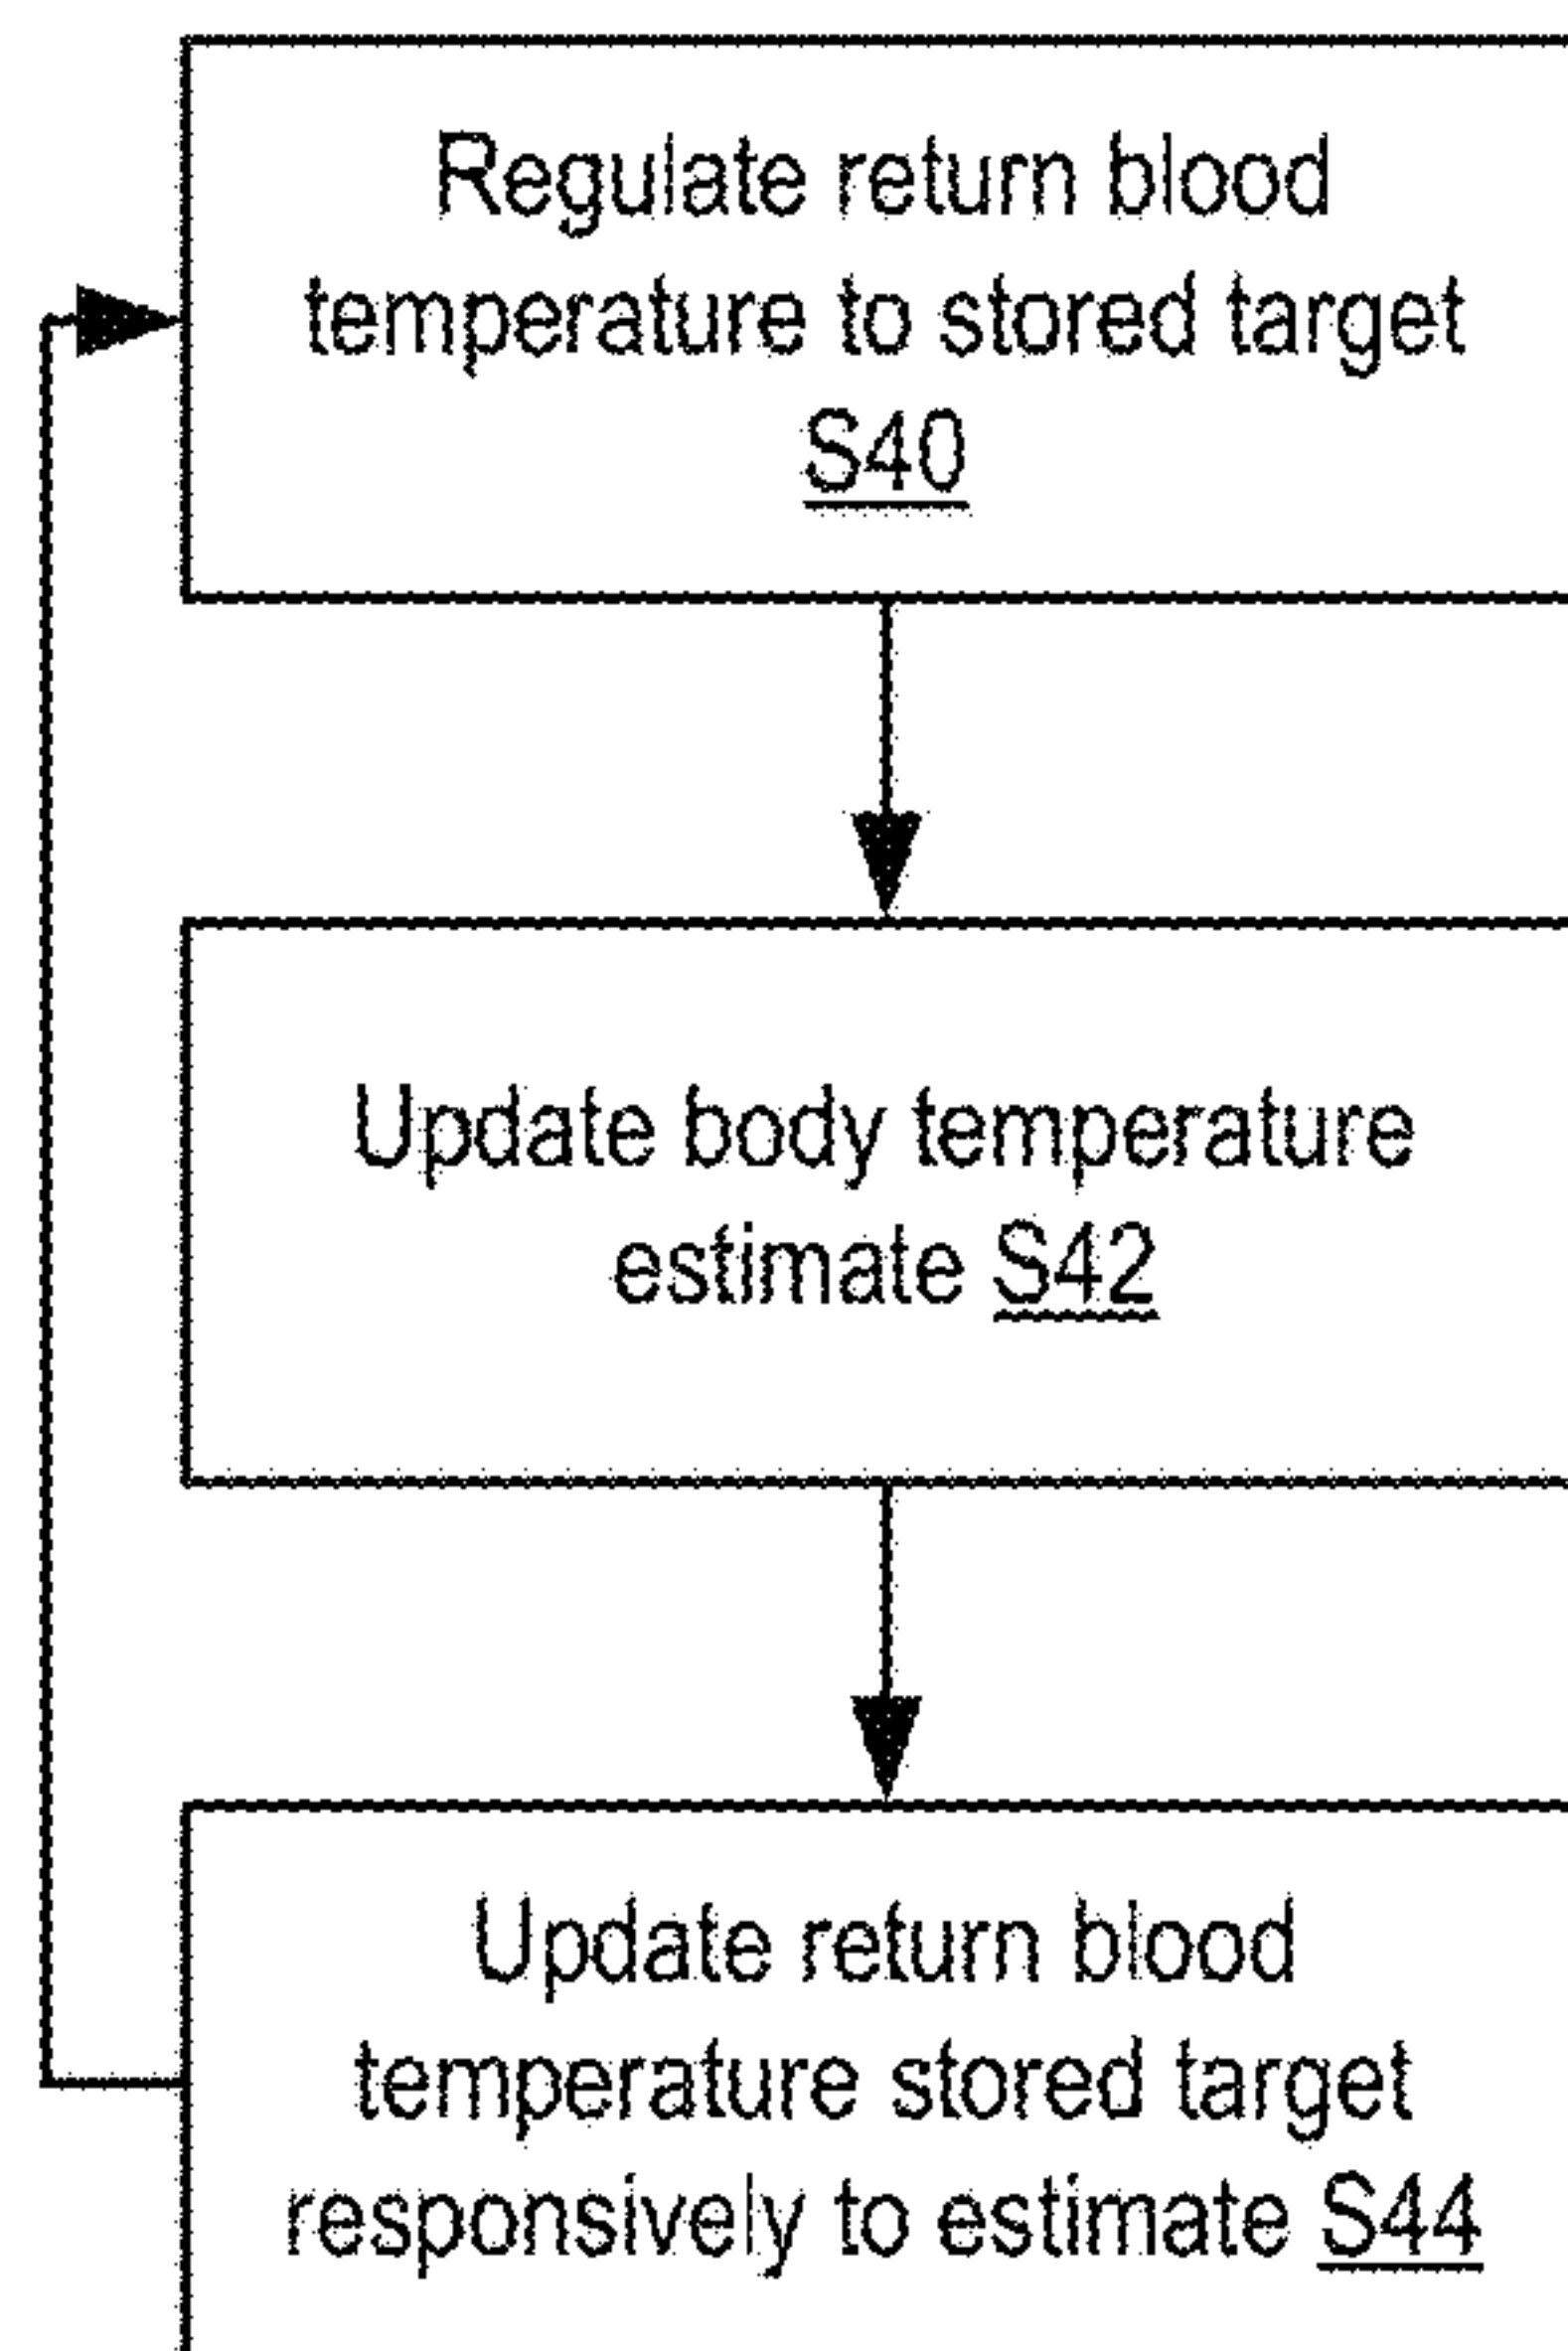 Regulate return blood
temperature to stored target
S40
Update body temperature
estimate S42
Update return blood
temperature stored target
responsively to estimate S44